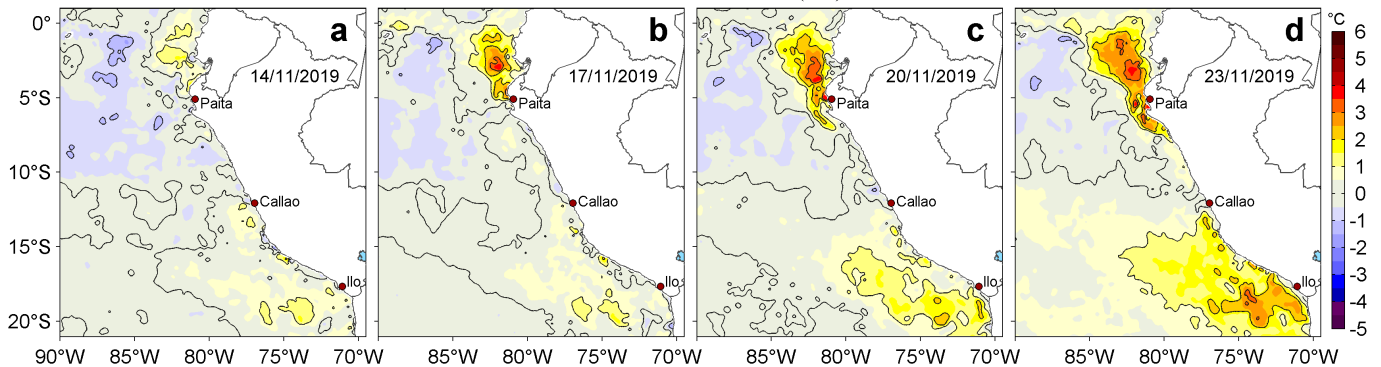 a
b
c
d
°C
14/11/2019
17/11/2019
20/11/2019
23/11/2019
0°
5°S
10°S
15°S
20°S
Paita
Callao
Ilo
Paita
Callao
Ilo
Paita
Callao
Ilo
Paita
Callao
Ilo
6
5
4
3
2
1
0
-1
-2
-3
-4
-5
90°W 85°W 80°W 75°W 70°W
85°W 80°W 75°W 70°W
85°W 80°W 75°W 70°W
85°W 80°W 75°W 70°W